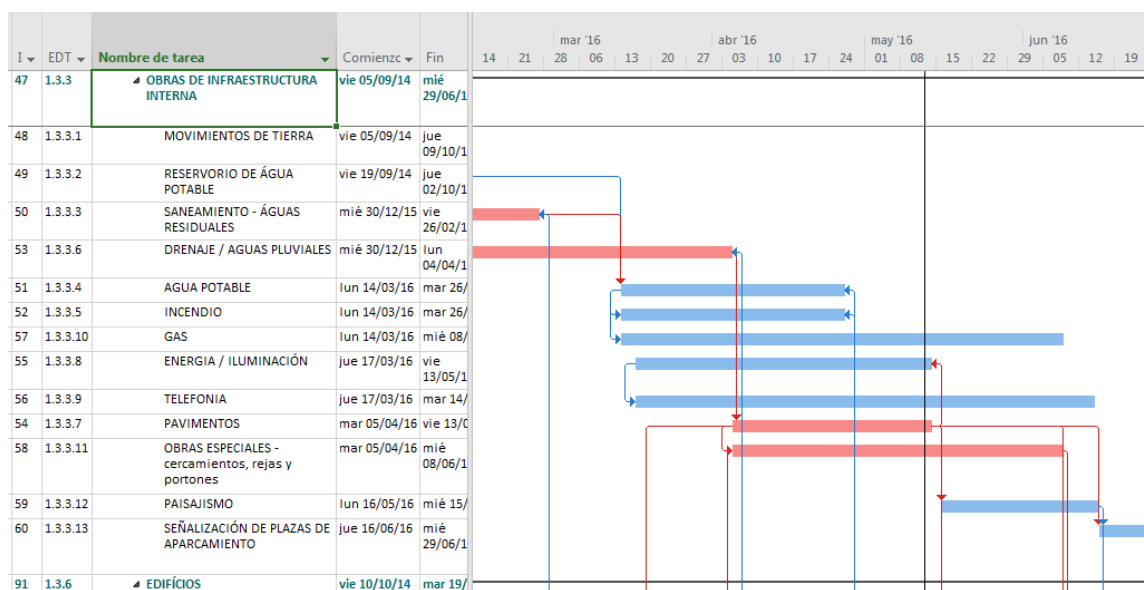 mar '16 abr '16 may '16 jun '16
I EDT Nombre de tarea Comienzc Fin 14 21 28 06 13 20 27 03 10 17 24 01 08 15 22 29 05 12 19
47 1.3.3 OBRAS DE INFRAESTRUCTURA vie 05/09/14 mié
INTERNA 29/06/1
48 1.3.3.1 MOVIMIENTOS DE TIERRA vie 05/09/14 jue
09/10/1
49 1.3.3.2 RESERVORIO DE ÁGUA vie 19/09/14 jue
POTABLE 02/10/1
50 1.3.3.3 SANEAMIENTO - ÁGUAS mié 30/12/15 vie
RESIDUALES 26/02/1
53 1.3.3.6 DRENAJE / AGUAS PLUVIALES mié 30/12/15 lun
04/04/1
51 1.3.3.4 AGUA POTABLE lun 14/03/16 mar 26/
52 1.3.3.5 INCENDIO lun 14/03/16 mar 26/
57 1.3.3.10 GAS lun 14/03/16 mié 08/
55 1.3.3.8 ENERGIA / ILUMINACIÓN jue 17/03/16 vie
13/05/1
56 1.3.3.9 TELEFONIA jue 17/03/16 mar 14/
54 1.3.3.7 PAVIMENTOS mar 05/04/16 vie 13/0
58 1.3.3.11 OBRAS ESPECIALES - mar 05/04/16 mié
cercamientos, rejas y 08/06/1
portones
59 1.3.3.12 PAISAJISMO lun 16/05/16 mié 15/
60 1.3.3.13 SEÑALIZACIÓN DE PLAZAS DE jue 16/06/16 mié
APARCAMIENTO 29/06/1
91 1.3.6 EDIFÍCIOS vie 10/10/14 mar 19/